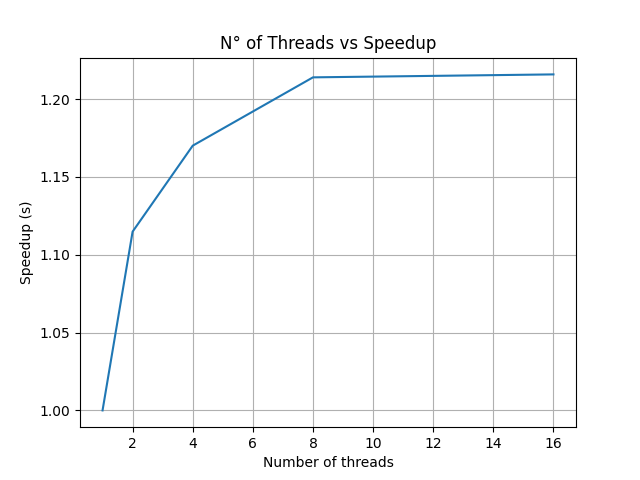 N° of Threads vs Speedup
1.20
1.15
1.10
1.05
1.00
Speedup (s)
2 4 6 8 10 12 14 16
Number of threads